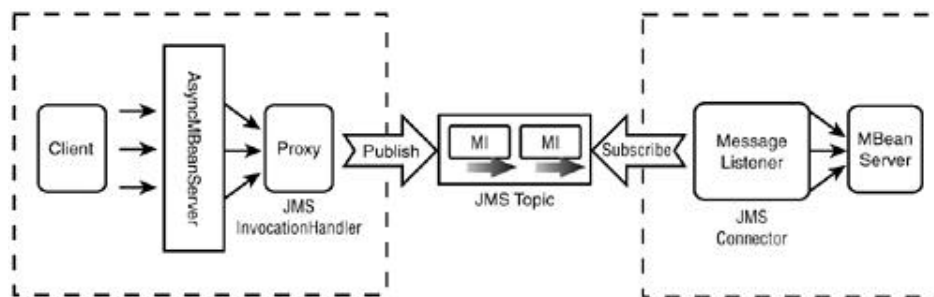 Client
AsyncMBeanServer
Proxy
JMS
InvocationHandler
Publish
MI
MI
JMS Topic
Subscribe
Message
Listener
JMS
Connector
MBean
Server